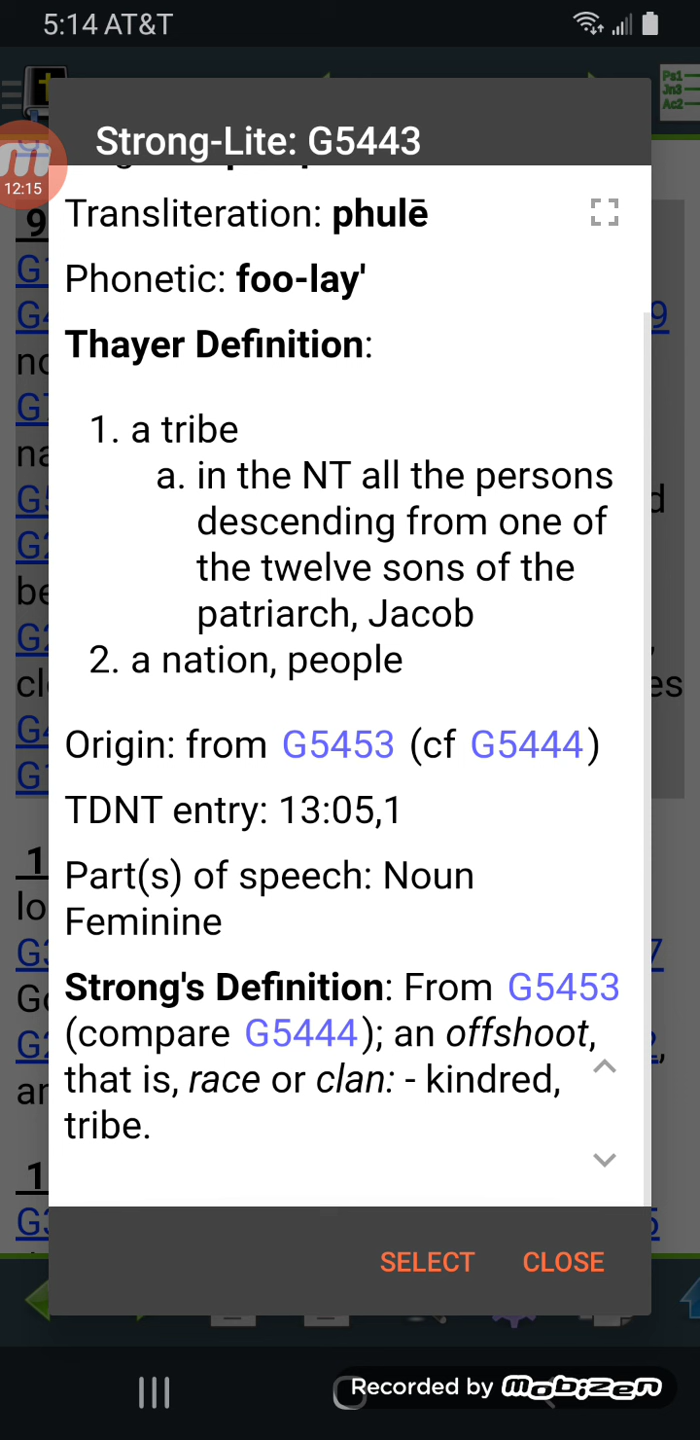 5:14 AT&T
Ps1
Jn3
Ac2
Strong-Lite: G5443
12:15
Transliteration: phulē
Phonetic: foo-lay'
Thayer Definition:
1. a tribe
a. in the NT all the persons
descending from one of
the twelve sons of the
patriarch, Jacob
2. a nation, people
Origin: from G5453 (cf G5444)
TDNT entry: 13:05,1
Part(s) of speech: Noun
Feminine
Strong's Definition: From G5453
(compare G5444); an offshoot,
that is, race or clan: - kindred,
tribe.
SELECT CLOSE
Recorded by Mobizen